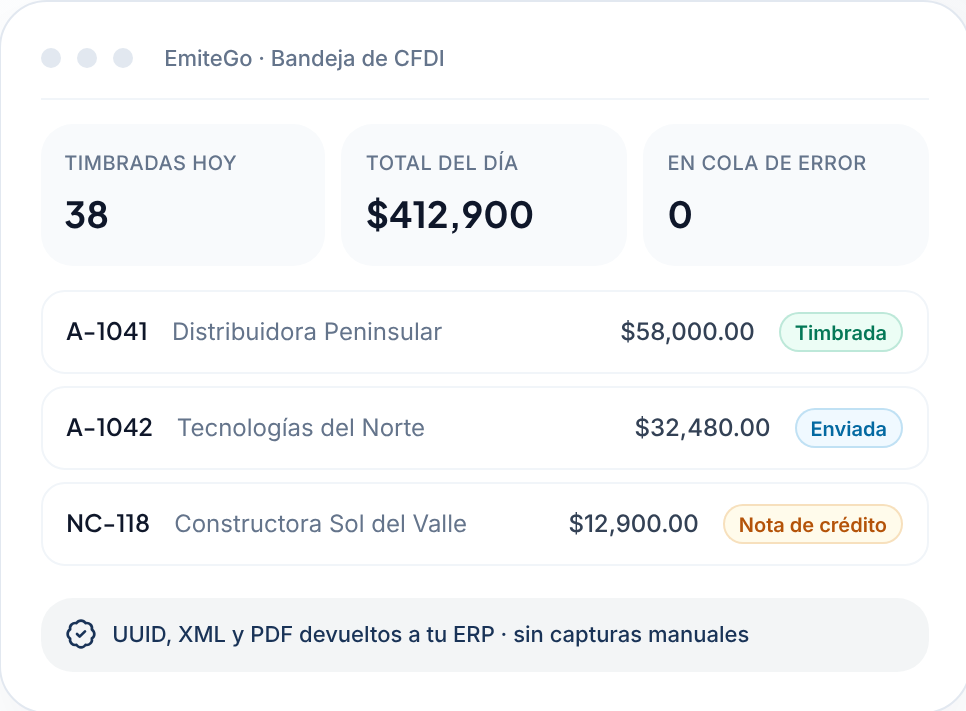 EmiteGo · Bandeja de CFDI
TIMBRADAS HOY
38
TOTAL DEL DÍA
$412,900
EN COLA DE ERROR
0
A-1041 Distribuidora Peninsular $58,000.00 Timbrada
A-1042 Tecnologías del Norte $32,480.00 Enviada
NC-118 Constructora Sol del Valle $12,900.00 Nota de crédito
UUID, XML y PDF devueltos a tu ERP · sin capturas manuales